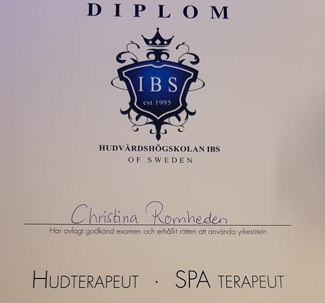 DIPLOM
IBS
est 1995
HUDVÅRDSHÖGSKOLAN IBS
OF SWEDEN
Christina Romheden
Har avlagt godkänd examen och erhållit rätten att använda yrkestiteln
HUDTERAPEUT · SPA TERAPEUT